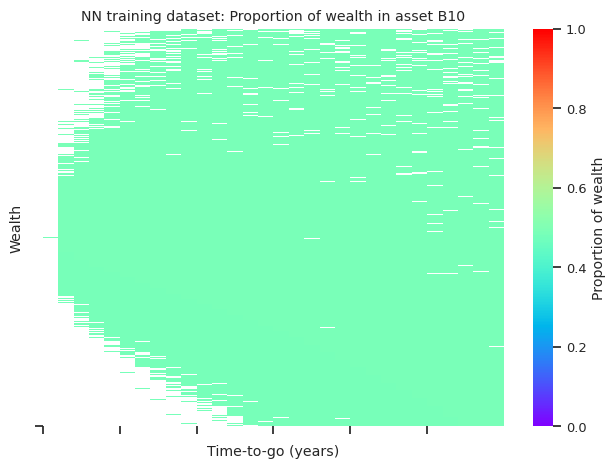 NN training dataset: Proportion of wealth in asset B10
Wealth
Time-to-go (years)
1.0
0.8
0.6
0.4
0.2
0.0
Proportion of wealth